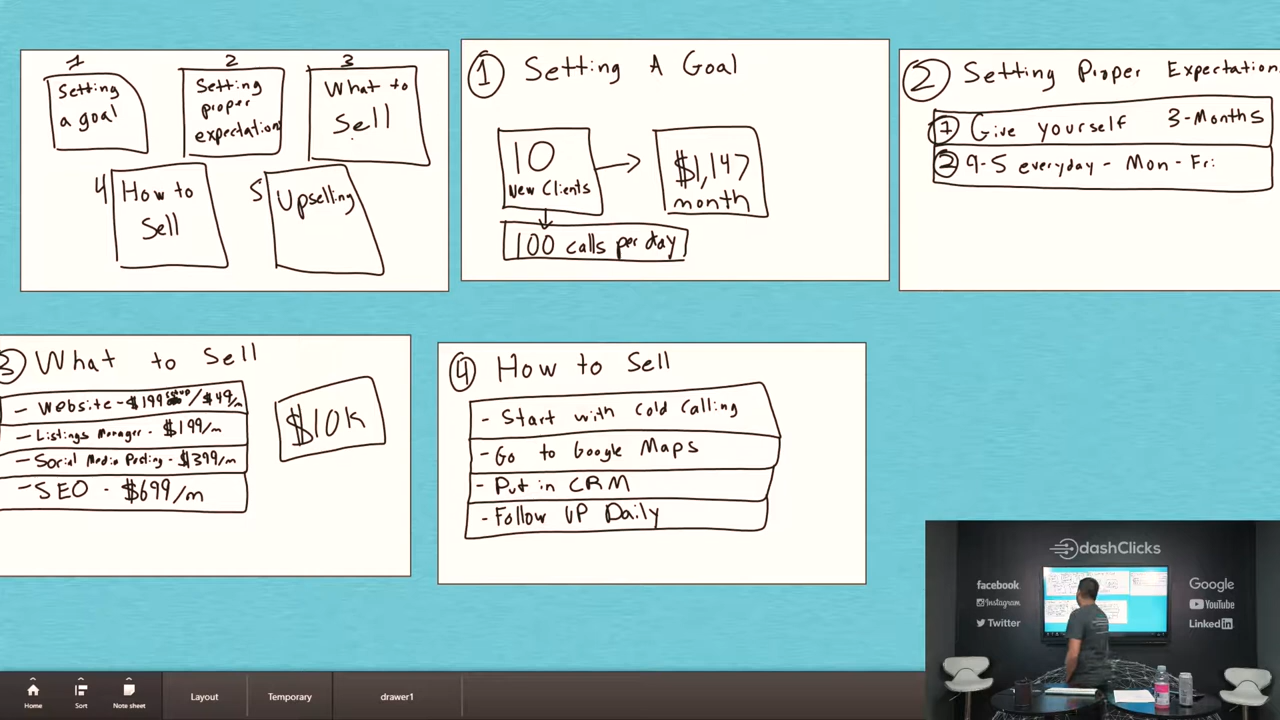 1
Setting
a goal
2
Setting
proper
expectation
3
What to
Sell
4
How to
Sell
5
Upselling
① Setting A Goal
10
New Clients
$1,147
month
100 calls per day
② Setting Proper Expectation
① Give yourself 3-Months
② 9-5 everyday - Mon - Fri
3 What to Sell
- Website - $199 setup / $49/m
- Listings Manager - $199/m
- Social Media Posting - $399/m
- SEO - $699/m
$10k
④ How to Sell
- Start with Cold Calling
- Go to Google Maps
- Put in CRM
- Follow UP Daily
dashClicks
facebook
Instagram
Twitter
Google
YouTube
Linked in
Home
Sort
Note sheet
Layout
Temporary
drawer1